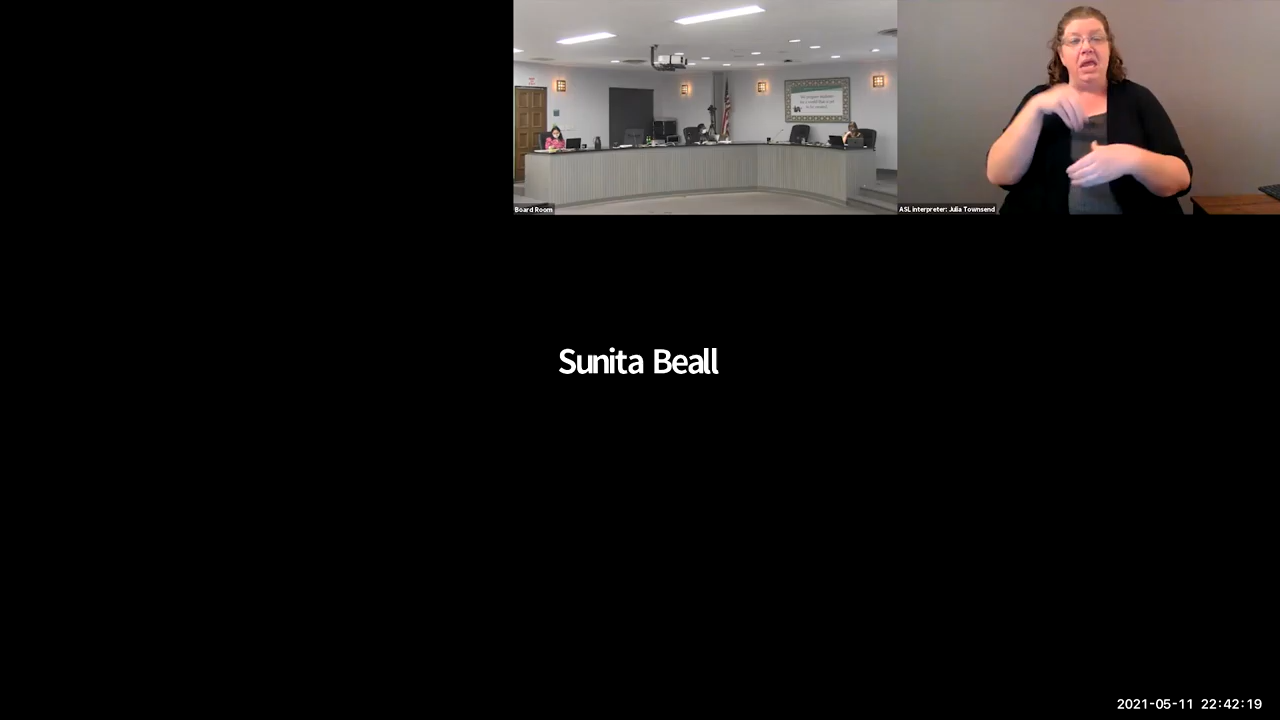 Board Room
ASL interpreter: Julia Townsend
Sunita Beall
2021-05-11 22:42:19